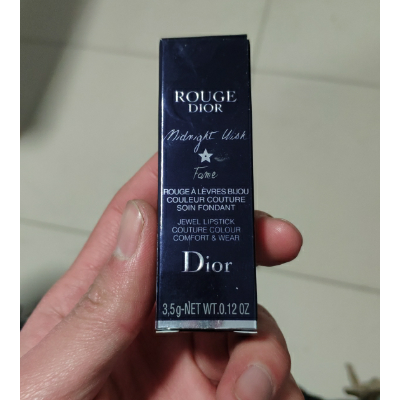 ROUGE
DIOR
Midnight Wish
Fame
ROUGE À LÈVRES BIJOU
COULEUR COUTURE
SOIN FONDANT
JEWEL LIPSTICK
COUTURE COLOUR
COMFORT & WEAR
Dior
3,5g-NET WT.0.12 OZ